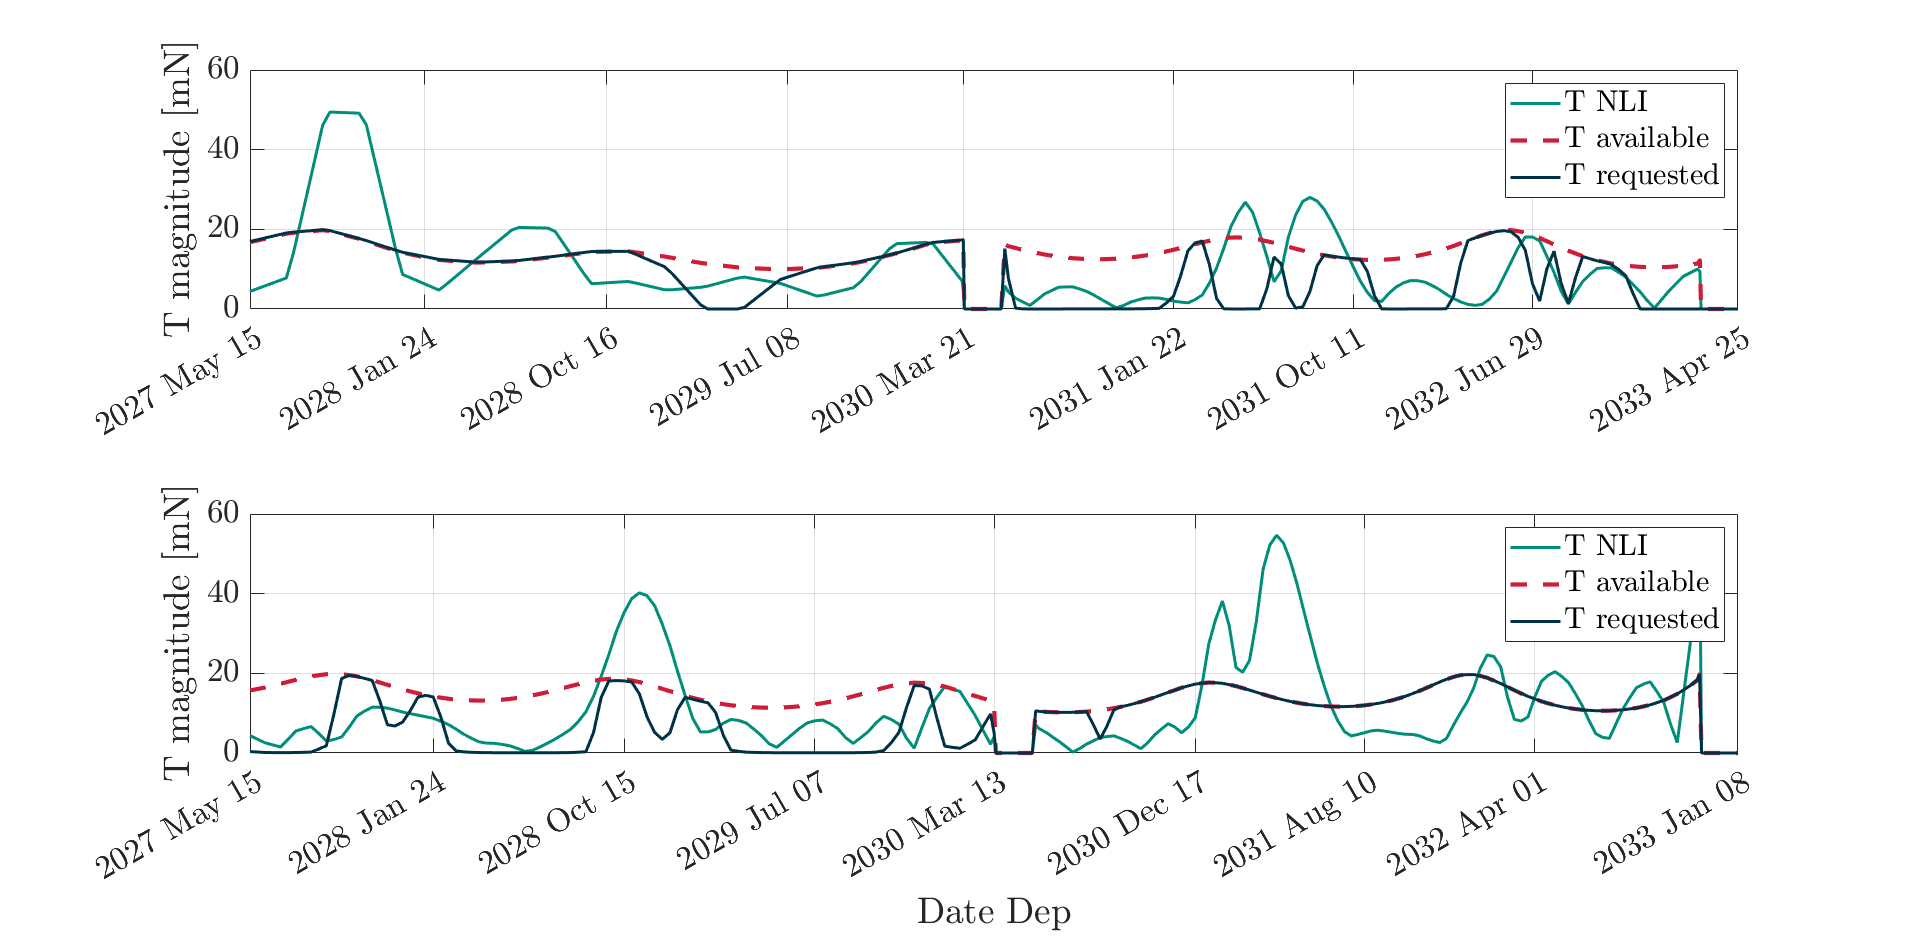 T magnitude [mN]
60
40
20
0
T NLI
T available
T requested
2027 May 15
2028 Jan 24
2028 Oct 16
2029 Jul 08
2030 Mar 21
2031 Jan 22
2031 Oct 11
2032 Jun 29
2033 Apr 25
T magnitude [mN]
60
40
20
0
T NLI
T available
T requested
2027 May 15
2028 Jan 24
2028 Oct 15
2029 Jul 07
2030 Mar 13
2030 Dec 17
2031 Aug 10
2032 Apr 01
2033 Jan 08
Date Dep